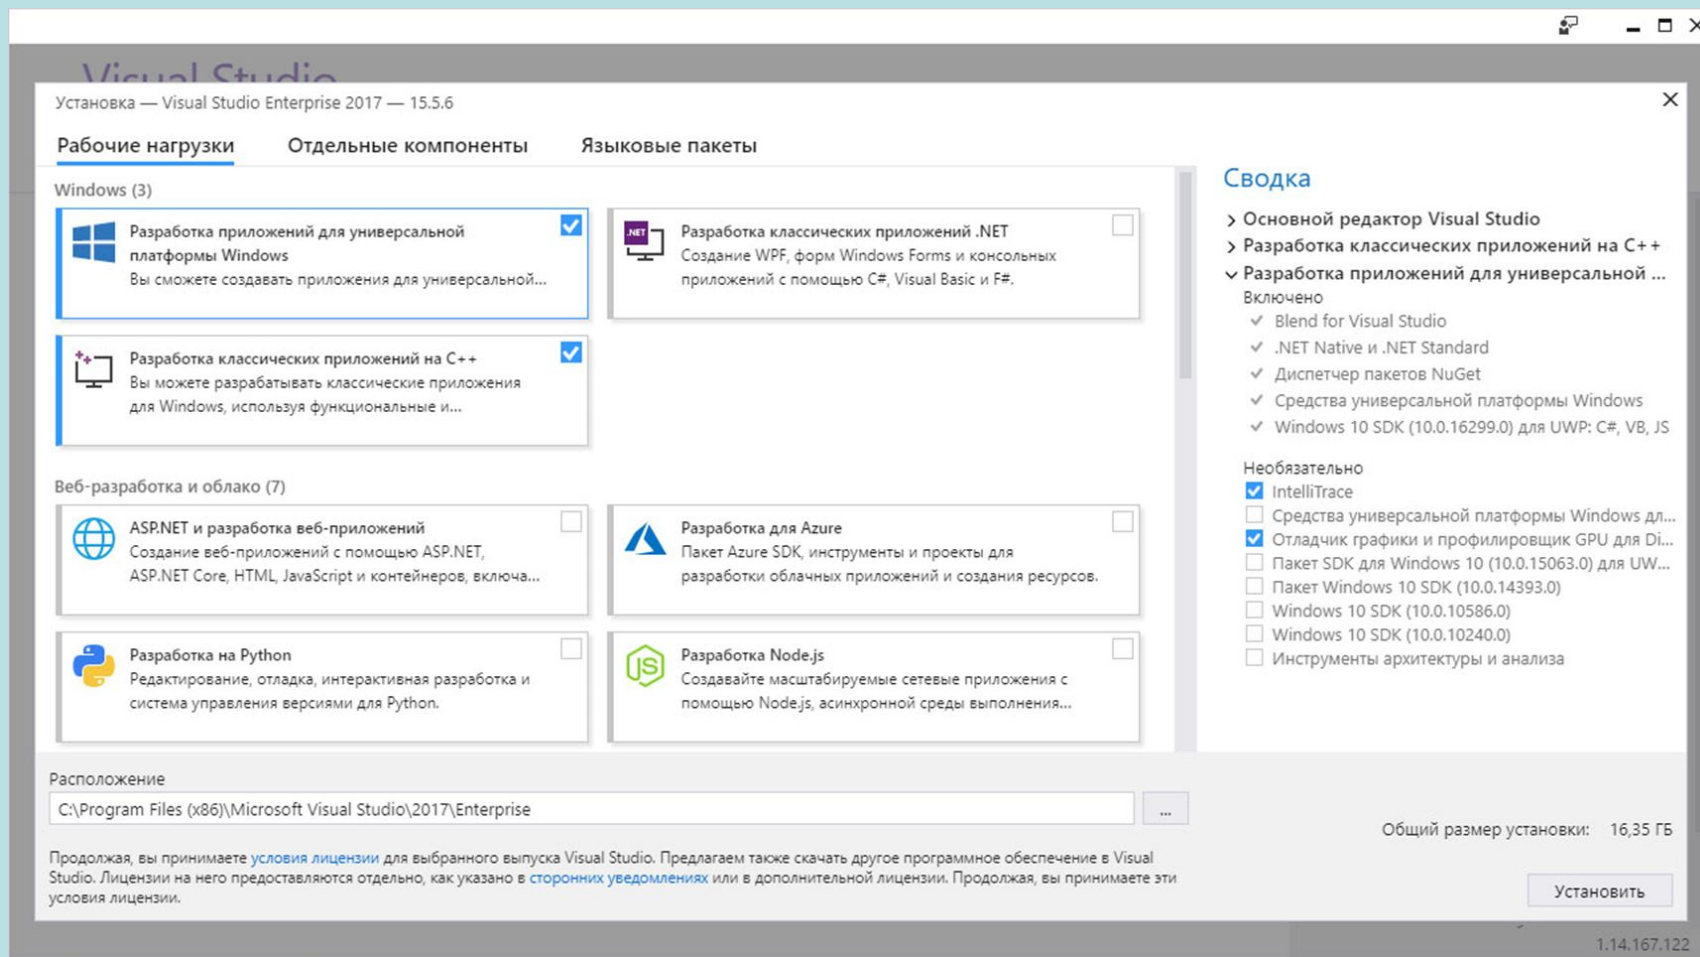 Visual Studio
Установка — Visual Studio Enterprise 2017 — 15.5.6
Рабочие нагрузки
Отдельные компоненты
Языковые пакеты
Windows (3)
Разработка приложений для универсальной
платформы Windows
Вы сможете создавать приложения для универсальной...
.NET
Разработка классических приложений .NET
Создание WPF, форм Windows Forms и консольных
приложений с помощью C#, Visual Basic и F#.
Разработка классических приложений на C++
Вы можете разрабатывать классические приложения
для Windows, используя функциональные и...
Веб-разработка и облако (7)
ASP.NET и разработка веб-приложений
Создание веб-приложений с помощью ASP.NET,
ASP.NET Core, HTML, JavaScript и контейнеров, включа...
Разработка для Azure
Пакет Azure SDK, инструменты и проекты для
разработки облачных приложений и создания ресурсов.
Разработка на Python
Редактирование, отладка, интерактивная разработка и
система управления версиями для Python.
JS
Разработка Node.js
Создавайте масштабируемые сетевые приложения с
помощью Node.js, асинхронной среды выполнения...
Сводка
Основной редактор Visual Studio
Разработка классических приложений на C++
Разработка приложений для универсальной ...
Включено
Blend for Visual Studio
.NET Native и .NET Standard
Диспетчер пакетов NuGet
Средства универсальной платформы Windows
Windows 10 SDK (10.0.16299.0) для UWP: C#, VB, JS
Необязательно
IntelliTrace
Средства универсальной платформы Windows дл...
Отладчик графики и профилировщик GPU для Di...
Пакет SDK для Windows 10 (10.0.15063.0) для UW...
Пакет Windows 10 SDK (10.0.14393.0)
Windows 10 SDK (10.0.10586.0)
Windows 10 SDK (10.0.10240.0)
Инструменты архитектуры и анализа
Расположение
C:\Program Files (x86)\Microsoft Visual Studio\2017\Enterprise
...
Продолжая, вы принимаете условия лицензии для выбранного выпуска Visual Studio. Предлагаем также скачать другое программное обеспечение в Visual
Studio. Лицензии на него предоставляются отдельно, как указано в сторонних уведомлениях или в дополнительной лицензии. Продолжая, вы принимаете эти
условия лицензии.
Общий размер установки: 16,35 ГБ
Установить
1.14.167.122